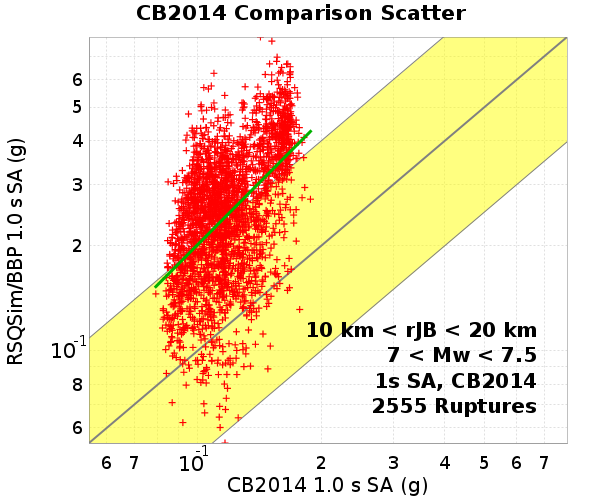 CB2014 Comparison Scatter
RSQSim/BBP 1.0 s SA (g)
6
5
4
3
2
10-1
8
6
10 km < rJB < 20 km
7 < Mw < 7.5
1s SA, CB2014
2555 Ruptures
6 7 10-1 2 3 4 5 6 7
CB2014 1.0 s SA (g)